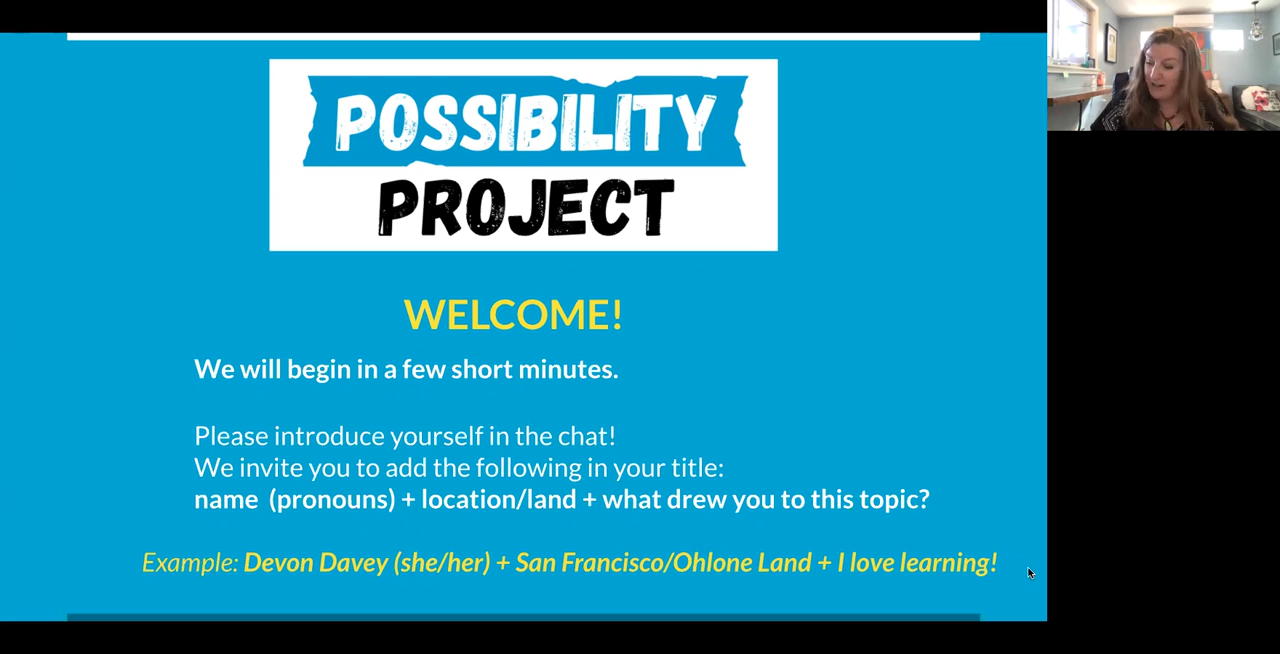 POSSIBILITY
PROJECT
WELCOME!
We will begin in a few short minutes.
Please introduce yourself in the chat!
We invite you to add the following in your title:
name (pronouns) + location/land + what drew you to this topic?
Example: Devon Davey (she/her) + San Francisco/Ohlone Land + I love learning!